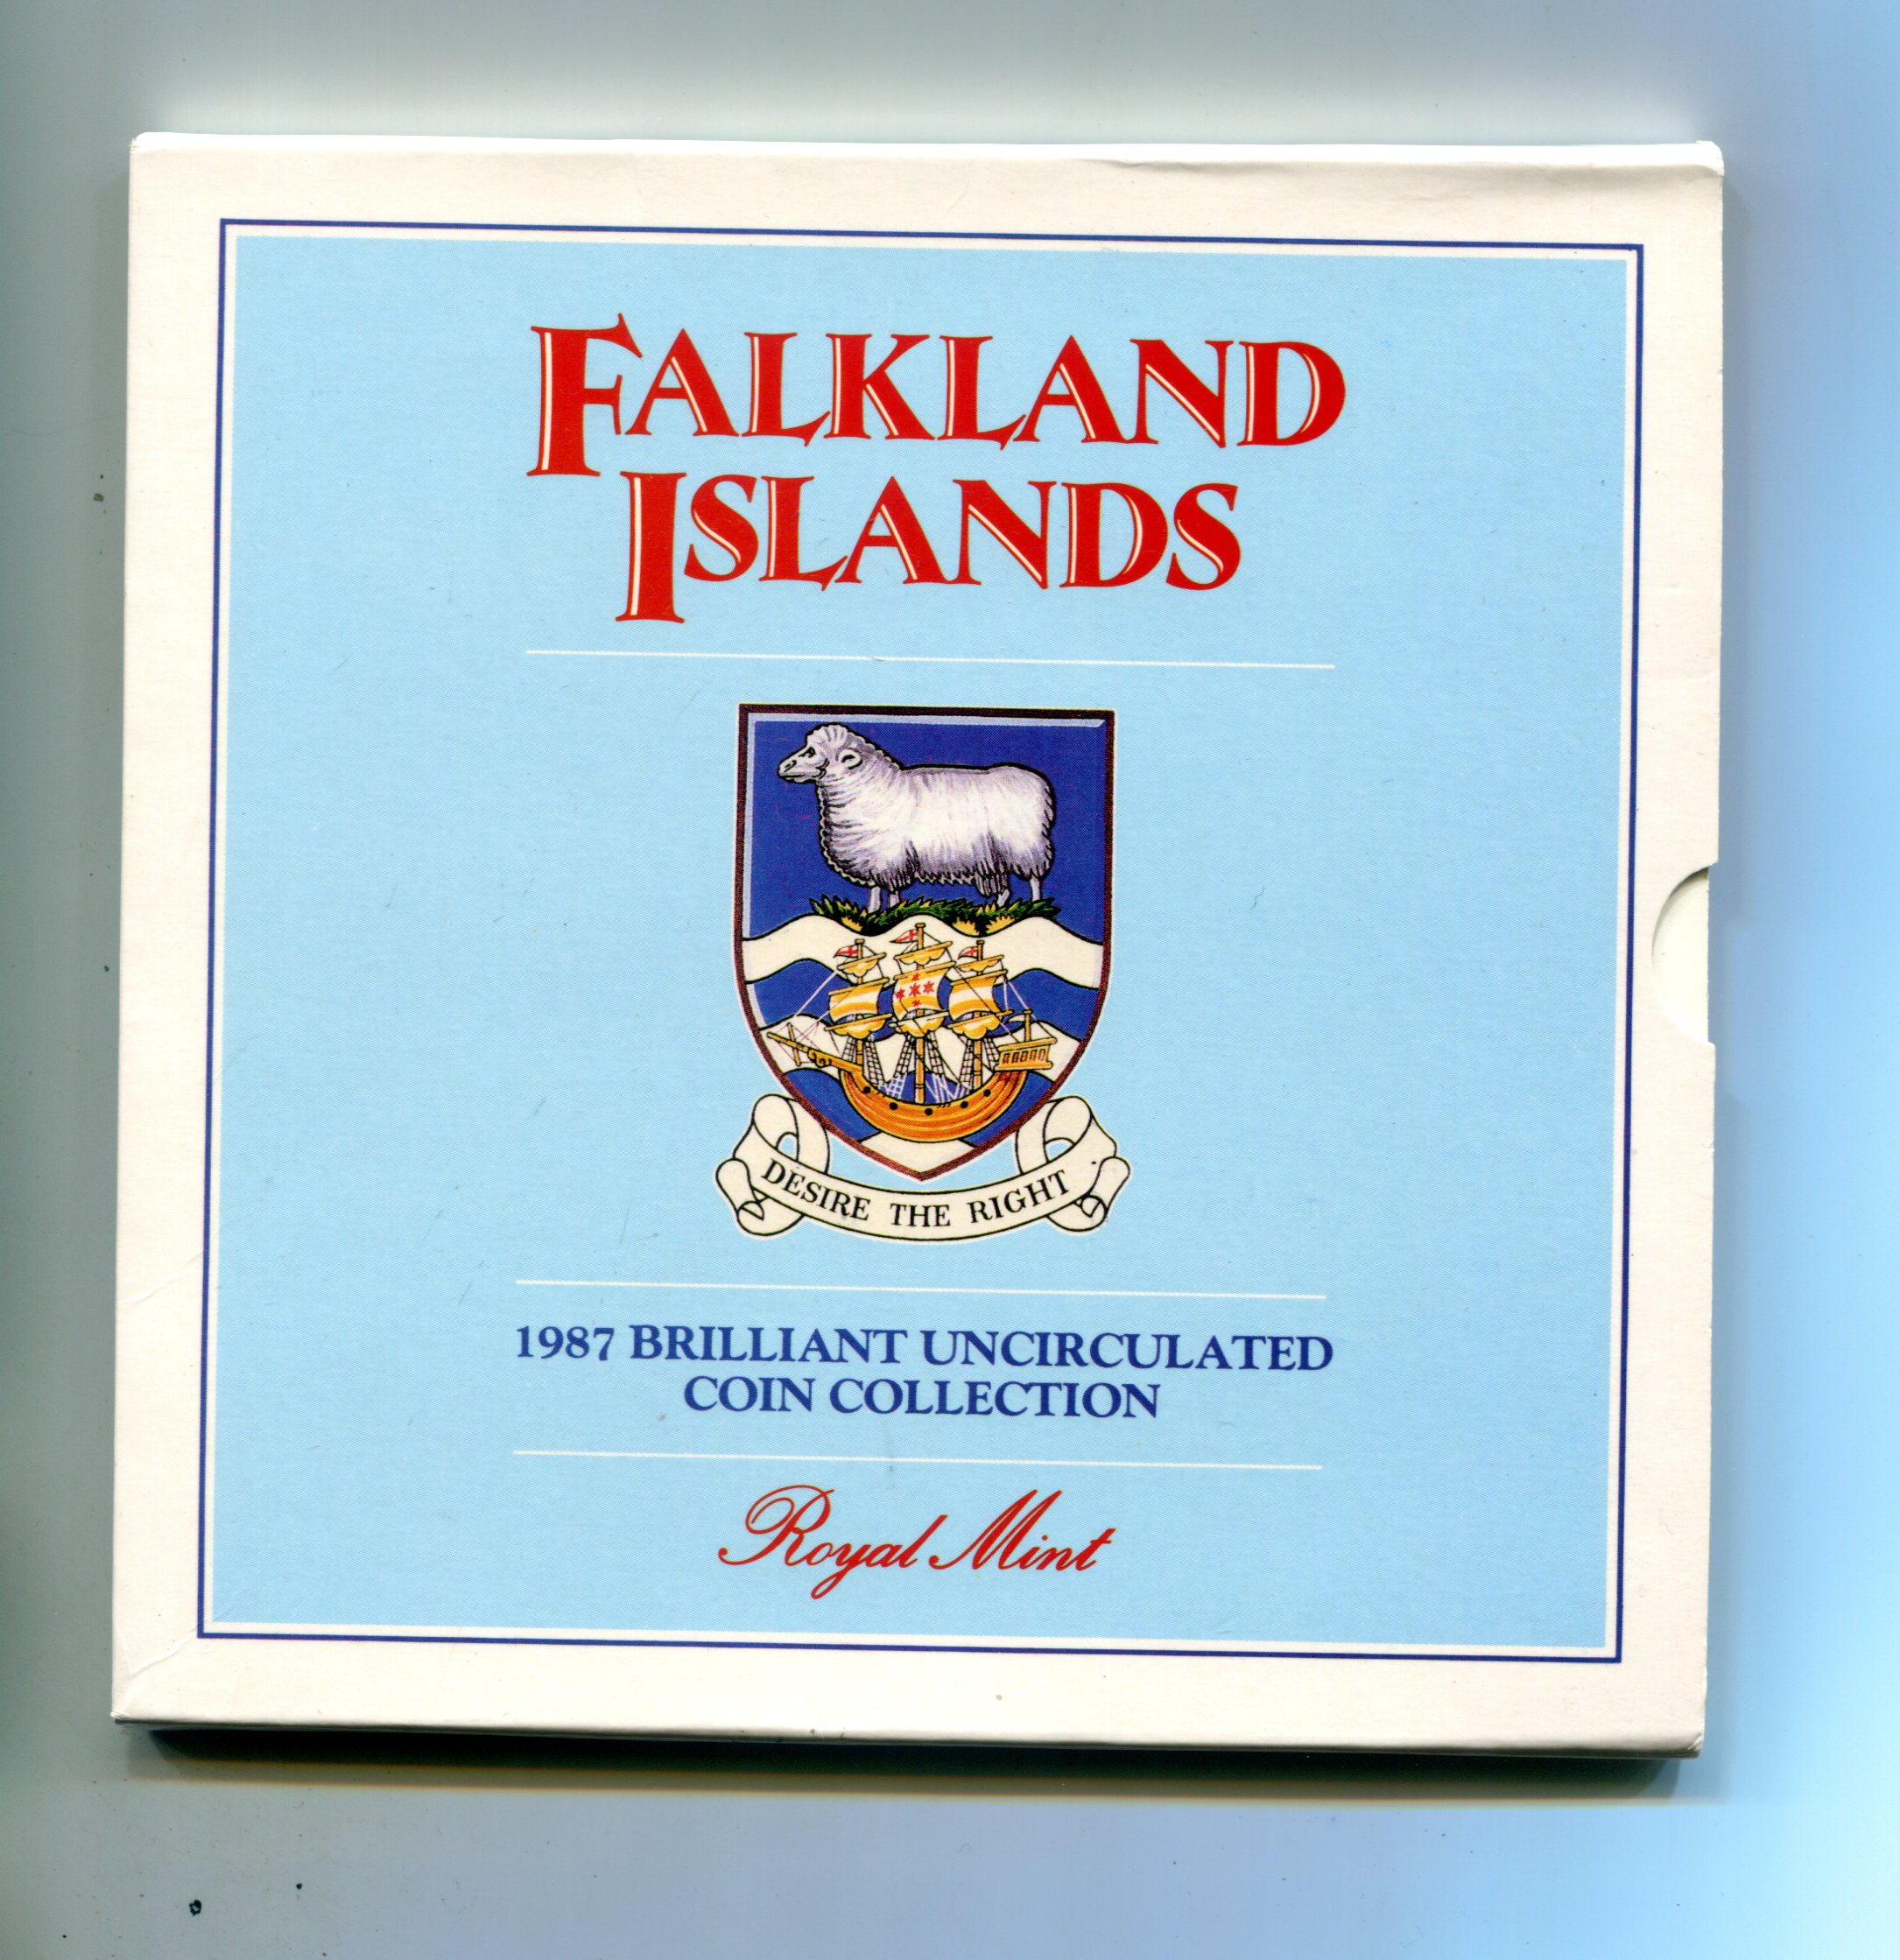 FALKLAND
ISLANDS
DESIRE THE RIGHT
1987 BRILLIANT UNCIRCULATED
COIN COLLECTION
Royal Mint